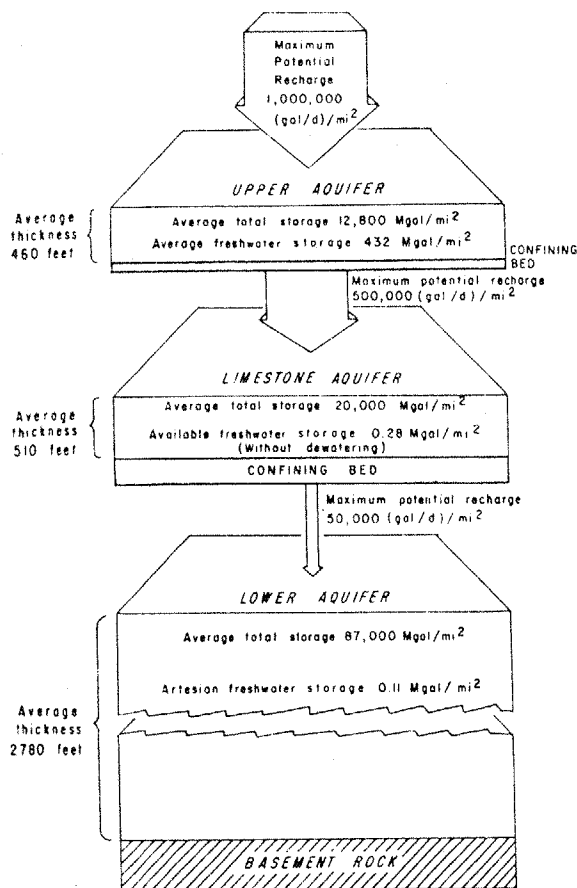 Maximum
Potential
Recharge
1,000,000
(gal/d)/mi²
UPPER AQUIFER
Average
thickness
460 feet
Average total storage 12,800 Mgal/mi²
Average freshwater storage 432 Mgal/mi²
CONFINING
BED
Maximum potential recharge
500,000 (gal/d)/mi²
LIMESTONE AQUIFER
Average
thickness
510 feet
Average total storage 20,000 Mgal/mi²
Available freshwater storage 0.28 Mgal/mi²
(Without dewatering)
CONFINING BED
Maximum potential recharge
50,000 (gal/d)/mi²
LOWER AQUIFER
Average total storage 87,000 Mgal/mi²
Artesian freshwater storage 0.11 Mgal/mi²
Average
thickness
2780 feet
BASEMENT ROCK